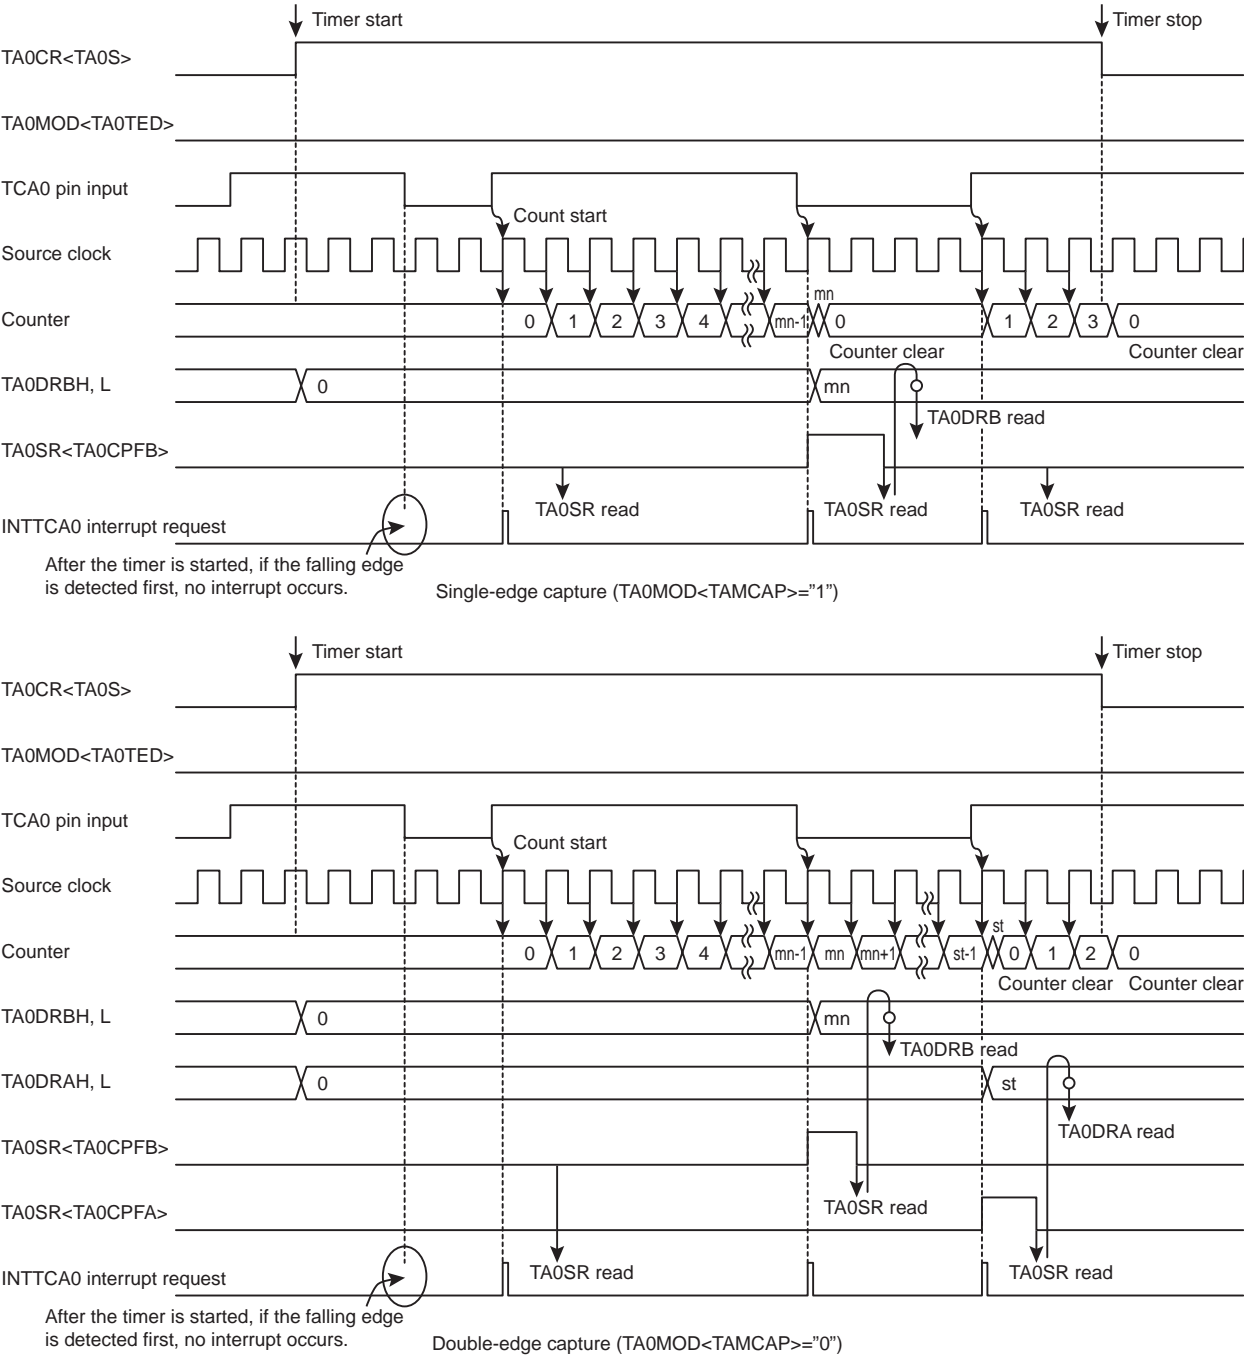 Timer start
Timer stop
TA0CR<TA0S>
TA0MOD<TA0TED>
TCA0 pin input
Count start
Source clock
mn
Counter
0 1 2 3 4 mn-1 0 1 2 3 0
Counter clear
Counter clear
TA0DRBH, L
0
mn
TA0DRB read
TA0SR<TA0CPFB>
TA0SR read
TA0SR read
TA0SR read
INTTCA0 interrupt request
After the timer is started, if the falling edge
is detected first, no interrupt occurs.
Single-edge capture (TA0MOD<TAMCAP>=”1”)
Timer start
Timer stop
TA0CR<TA0S>
TA0MOD<TA0TED>
TCA0 pin input
Count start
Source clock
st
Counter
0 1 2 3 4 mn-1 mn mn+1 st-1 0 1 2 0
Counter clear
Counter clear
TA0DRBH, L
0
mn
TA0DRB read
TA0DRAH, L
0
st
TA0DRA read
TA0SR<TA0CPFB>
TA0SR read
TA0SR<TA0CPFA>
TA0SR read
TA0SR read
INTTCA0 interrupt request
After the timer is started, if the falling edge
is detected first, no interrupt occurs.
Double-edge capture (TA0MOD<TAMCAP>=”0”)